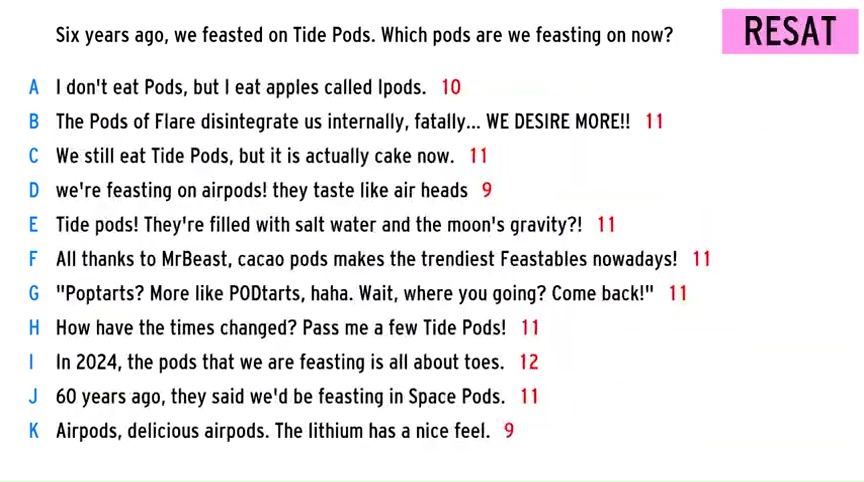 Six years ago, we feasted on Tide Pods. Which pods are we feasting on now?
RESAT
A I don't eat Pods, but I eat apples called Ipods. 10
B The Pods of Flare disintegrate us internally, fatally... WE DESIRE MORE!! 11
C We still eat Tide Pods, but it is actually cake now. 11
D we're feasting on airpods! they taste like air heads 9
E Tide pods! They're filled with salt water and the moon's gravity?! 11
F All thanks to MrBeast, cacao pods makes the trendiest Feastables nowadays! 11
G "Poptarts? More like PODtarts, haha. Wait, where you going? Come back!" 11
H How have the times changed? Pass me a few Tide Pods! 11
I In 2024, the pods that we are feasting is all about toes. 12
J 60 years ago, they said we'd be feasting in Space Pods. 11
K Airpods, delicious airpods. The lithium has a nice feel. 9